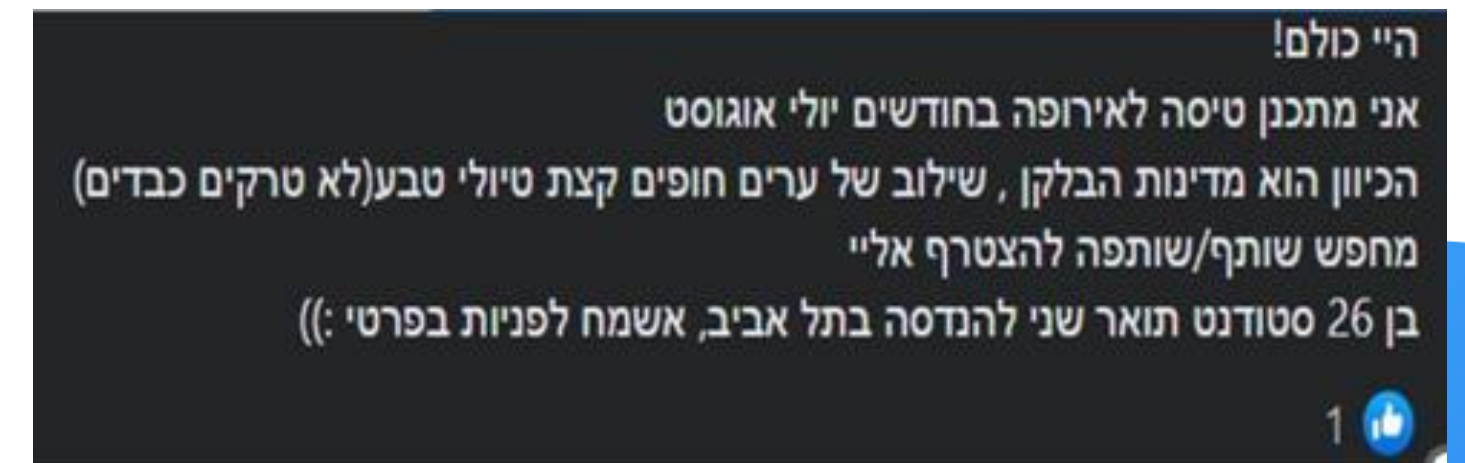 היי כולם!
אני מתכנן טיסה לאירופה בחודשים יולי אוגוסט
הכיוון הוא מדינות הבלקן , שילוב של ערים חופים קצת טיולי טבע(לא טרקים כבדים)
מחפש שותף/שותפה להצטרף אליי
בן 26 סטודנט תואר שני להנדסה בתל אביב, אשמח לפניות בפרטי :))
1